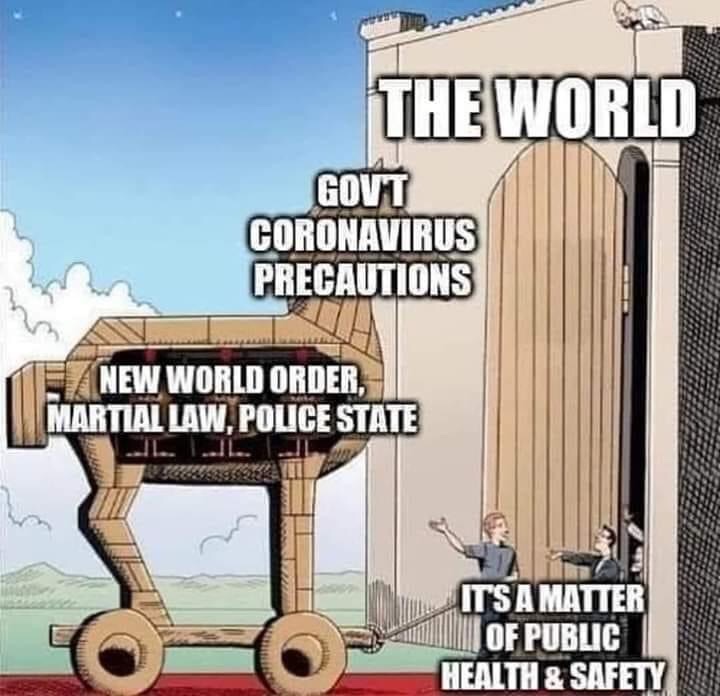 THE WORLD
GOV'T
CORONAVIRUS
PRECAUTIONS
NEW WORLD ORDER,
MARTIAL LAW, POLICE STATE
IT'S A MATTER
OF PUBLIC
HEALTH & SAFETY